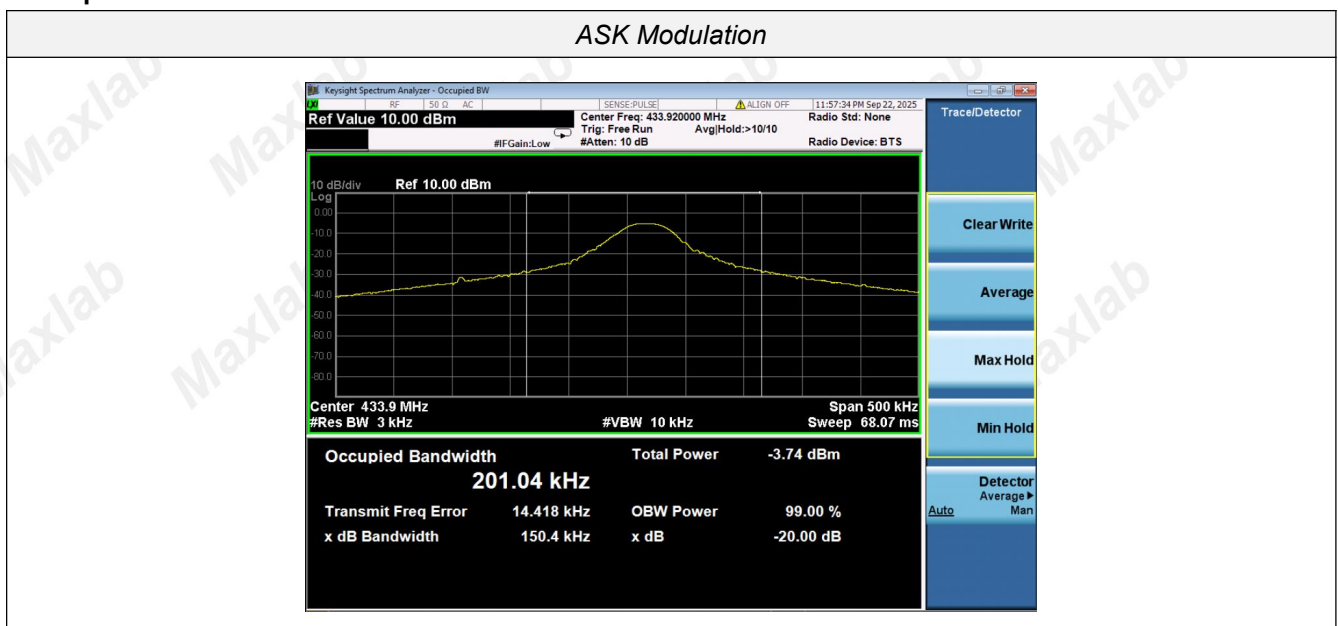 ASK Modulation
Keysight Spectrum Analyzer - Occupied BW
RF 50 Ω AC SENSE:PULSE ALIGN OFF 11:57:34 PM Sep 22, 2025
Ref Value 10.00 dBm
Center Freq: 433.920000 MHz
Radio Std: None
Trig: Free Run Avg|Hold:>10/10
#IFGain:Low
#Atten: 10 dB
Radio Device: BTS
Trace/Detector
10 dB/div Ref 10.00 dBm
Log
0.00
-10.0
-20.0
-30.0
-40.0
-50.0
-60.0
-70.0
-80.0
Center 433.9 MHz Span 500 kHz
#Res BW 3 kHz #VBW 10 kHz Sweep 68.07 ms
Clear Write
Average
Max Hold
Min Hold
Detector
Average
Auto Man
Occupied Bandwidth Total Power -3.74 dBm
201.04 kHz
Transmit Freq Error 14.418 kHz OBW Power 99.00 %
x dB Bandwidth 150.4 kHz x dB -20.00 dB
Maxlab
Maxlab
Maxlab
Maxlab
Maxlab